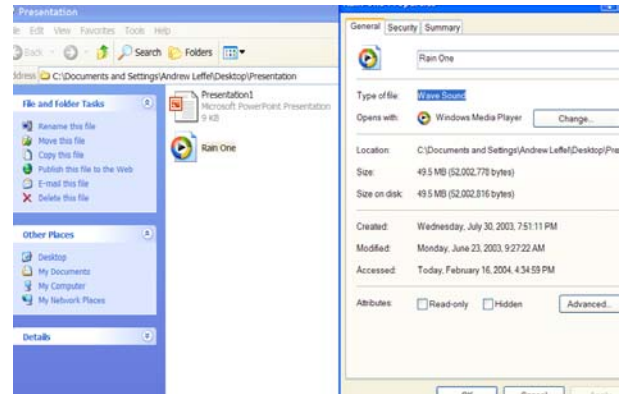 Presentation
Edit View Favorites Tools Help
Back Search Folders
C:\Documents and Settings\Andrew Leffel\Desktop\Presentation
File and Folder Tasks
Rename this file
Move this file
Copy this file
Publish this file to the Web
E-mail this file
Delete this file
Other Places
Desktop
My Documents
My Computer
My Network Places
Details
Presentation1
Microsoft PowerPoint Presentation
9 KB
Rain One
General Security Summary
Rain One
Type of file: Wave Sound
Opens with: Windows Media Player Change...
Location: C:\Documents and Settings\Andrew Leffel\Desktop\Pre
Size: 49.5 MB (52,002,778 bytes)
Size on disk: 49.5 MB (52,002,816 bytes)
Created: Wednesday, July 30, 2003, 7:51:11 PM
Modified: Monday, June 23, 2003, 9:27:22 AM
Accessed: Today, February 16, 2004, 4:34:59 PM
Attributes: Read-only Hidden Advanced...